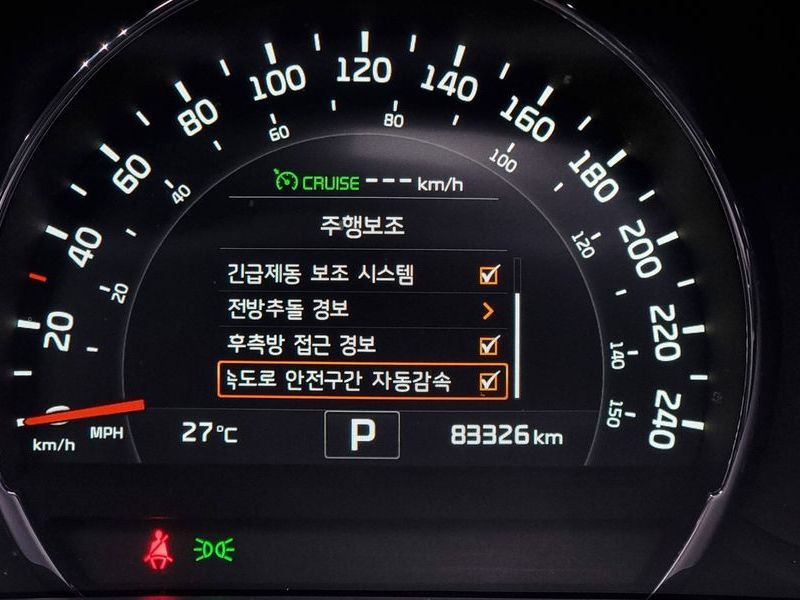 20
40
60
80
100
120
140
160
180
200
220
240
20
40
60
80
100
120
140
150
CRUISE --- km/h
주행보조
긴급제동 보조 시스템
전방추돌 경보 >
후측방 접근 경보
속도로 안전구간 자동감속
km/h
MPH
27°C
P
83326 km